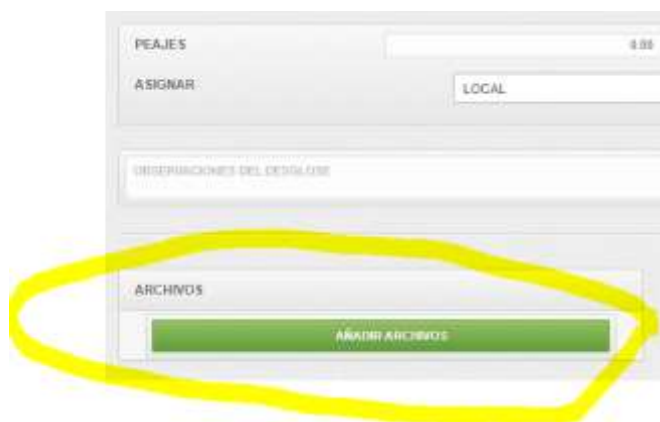 PEAJES 0.00
ASIGNAR LOCAL
OBSERVACIONES DEL DESGLOSE
ARCHIVOS
AÑADIR ARCHIVOS